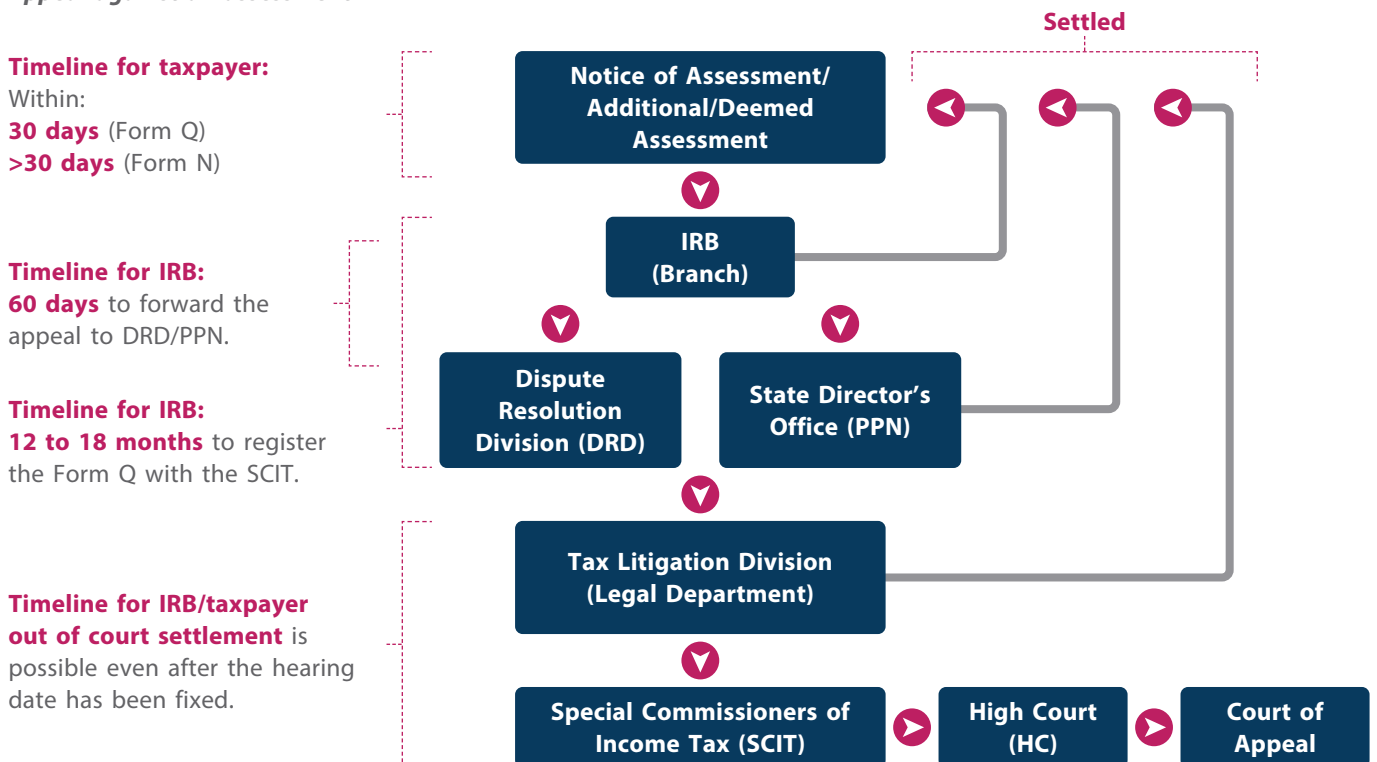 Settled
Timeline for taxpayer:
Within:
30 days (Form Q)
>30 days (Form N)
Notice of Assessment/
Additional/Deemed
Assessment
IRB
(Branch)
Timeline for IRB:
60 days to forward the
appeal to DRD/PPN.
Dispute
Resolution
Division (DRD)
State Director’s
Office (PPN)
Timeline for IRB:
12 to 18 months to register
the Form Q with the SCIT.
Tax Litigation Division
(Legal Department)
Timeline for IRB/taxpayer
out of court settlement is
possible even after the hearing
date has been fixed.
Special Commissioners of
Income Tax (SCIT)
High Court
(HC)
Court of
Appeal